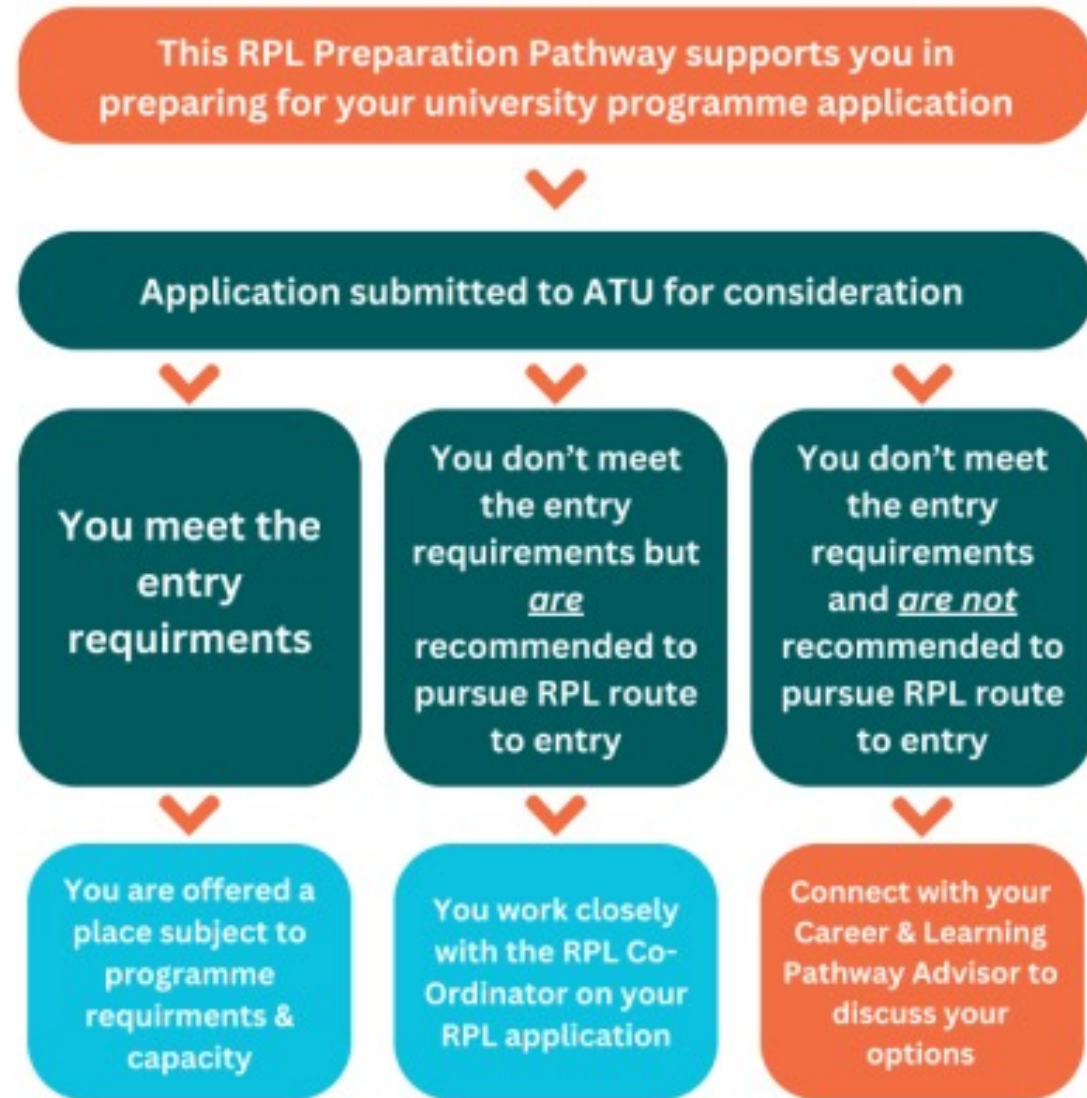 This RPL Preparation Pathway supports you in
preparing for your university programme application
Application submitted to ATU for consideration
You meet the
entry
requirments
You don't meet
the entry
requirements but
are
recommended to
pursue RPL route
to entry
You don't meet
the entry
requirements
and are not
recommended to
pursue RPL route
to entry
You are offered a
place subject to
programme
requirments &
capacity
You work closely
with the RPL Co-
Ordinator on your
RPL application
Connect with your
Career & Learning
Pathway Advisor to
discuss your
options